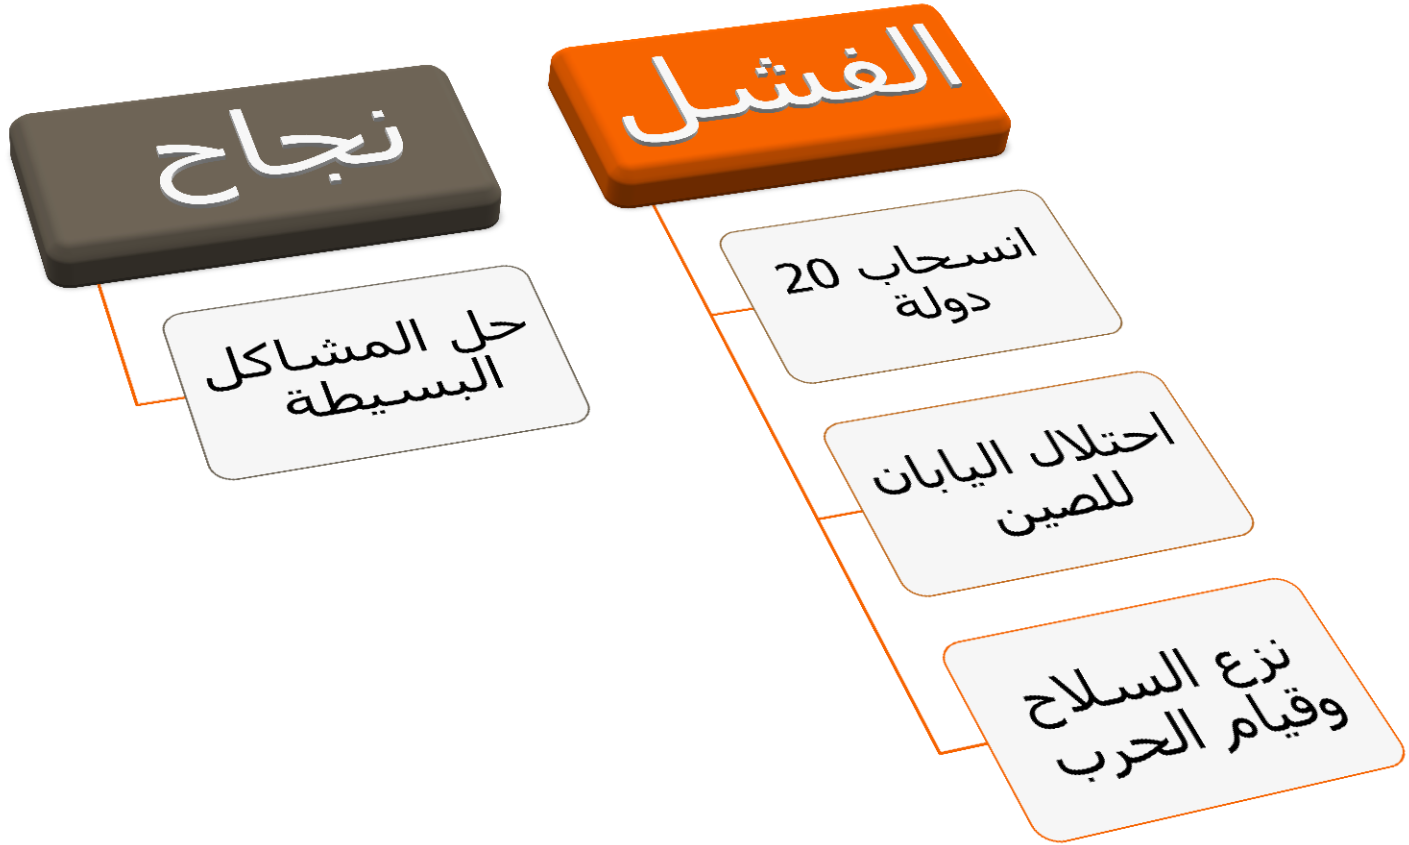 الفشل
انسحاب 20
دولة
احتلال اليابان
للصين
نزع السلاح
وقيام الحرب
نجاح
حل المشاكل
البسيطة